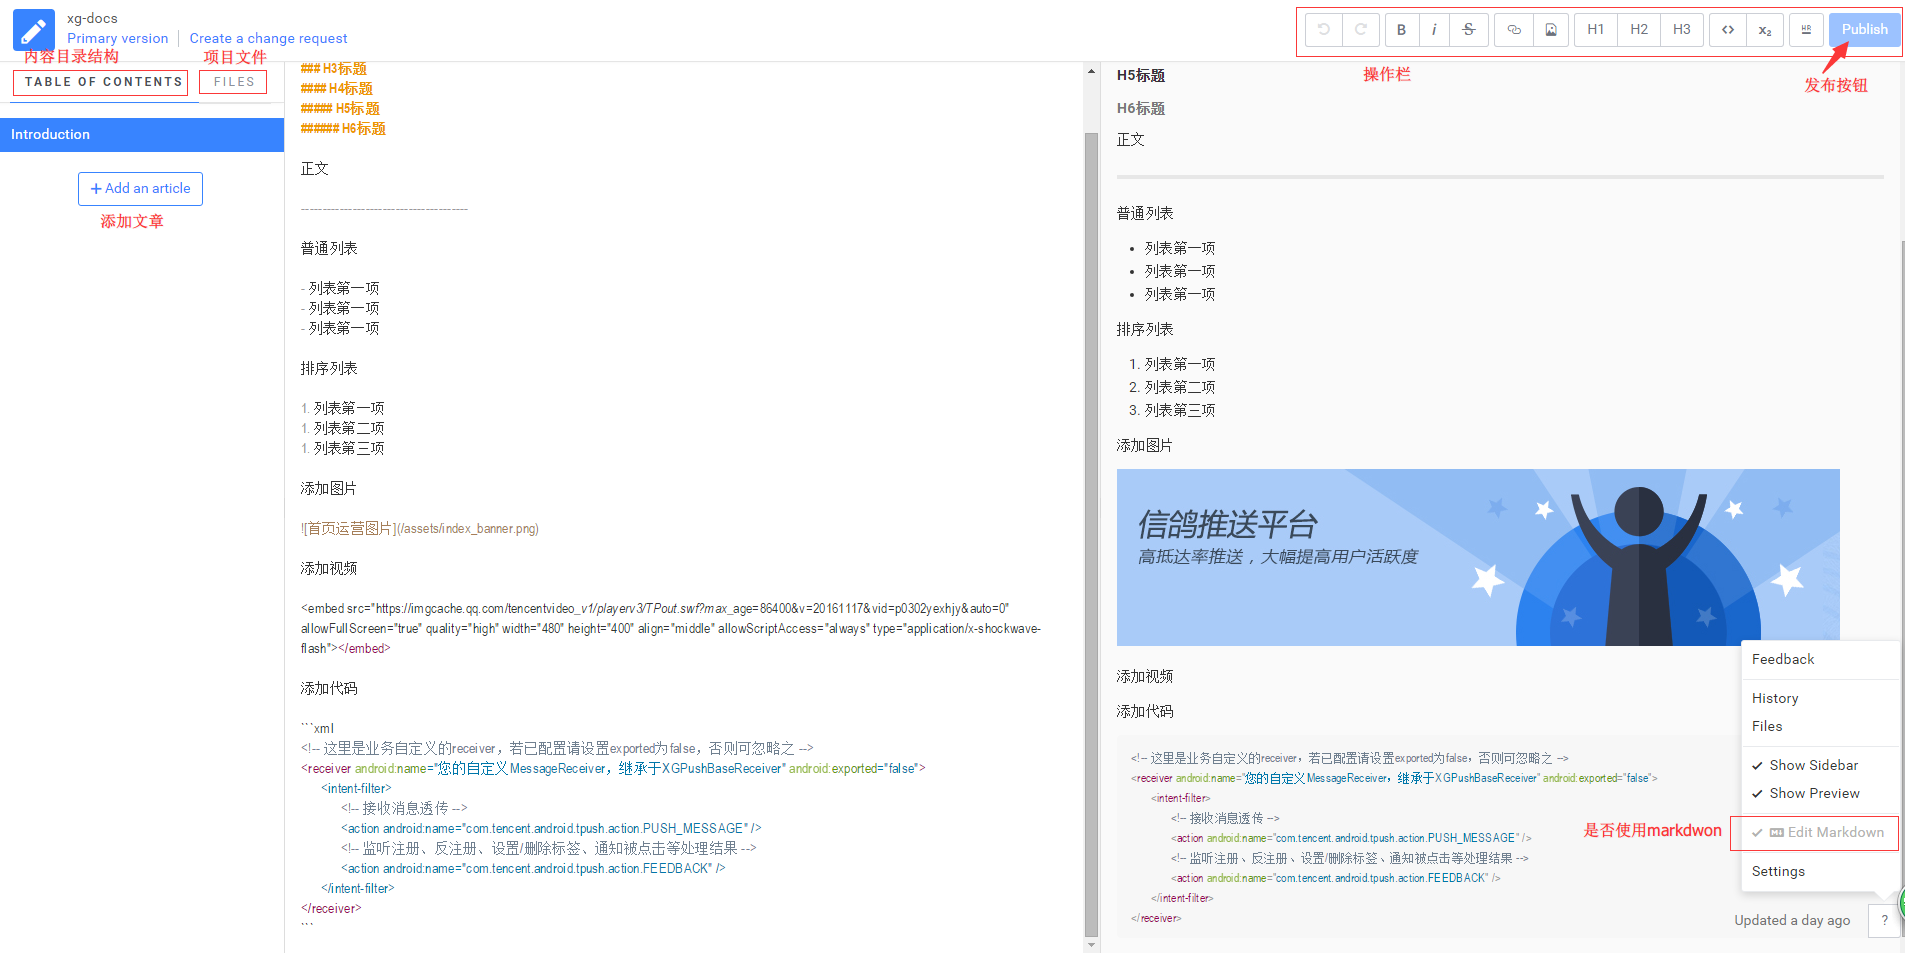 xg-docs
Primary version
Create a change request
内容目录结构
项目文件
TABLE OF CONTENTS
FILES
Introduction
+ Add an article
添加文章
B
i
S
H1
H2
H3
<>
x₂
HR
Publish
操作栏
发布按钮
### H3标题
#### H4标题
##### H5标题
###### H6标题
正文
---------------------------------------
普通列表
- 列表第一项
- 列表第一项
- 列表第一项
排序列表
1. 列表第一项
1. 列表第二项
1. 列表第三项
添加图片
![首页运营图片](/assets/index_banner.png)
添加视频
<embed src="https://imgcache.qq.com/tencentvideo_v1/playerv3/TPout.swf?max_age=86400&v=20161117&vid=p0302yexhjy&auto=0"
allowFullScreen="true" quality="high" width="480" height="400" align="middle" allowScriptAccess="always" type="application/x-shockwave-
flash"></embed>
添加代码
```xml
<!-- 这里是业务自定义的receiver，若已配置请设置exported为false，否则可忽略之 -->
<receiver android:name="您的自定义MessageReceiver，继承于XGPushBaseReceiver" android:exported="false">
<intent-filter>
<!-- 接收消息透传 -->
<action android:name="com.tencent.android.tpush.action.PUSH_MESSAGE" />
<!-- 监听注册、反注册、设置/删除标签、通知被点击等处理结果 -->
<action android:name="com.tencent.android.tpush.action.FEEDBACK" />
</intent-filter>
</receiver>
```
H5标题
H6标题
正文
普通列表
• 列表第一项
• 列表第一项
• 列表第一项
排序列表
1. 列表第一项
2. 列表第二项
3. 列表第三项
添加图片
信鸽推送平台
高抵达率推送，大幅提高用户活跃度
添加视频
添加代码
<!-- 这里是业务自定义的receiver，若已配置请设置exported为false，否则可忽略之 -->
<receiver android:name="您的自定义MessageReceiver，继承于XGPushBaseReceiver" android:exported="false">
<intent-filter>
<!-- 接收消息透传 -->
<action android:name="com.tencent.android.tpush.action.PUSH_MESSAGE" />
<!-- 监听注册、反注册、设置/删除标签、通知被点击等处理结果 -->
<action android:name="com.tencent.android.tpush.action.FEEDBACK" />
</intent-filter>
</receiver>
Feedback
History
Files
Show Sidebar
Show Preview
是否使用markdwon
Edit Markdown
Settings
Updated a day ago
?